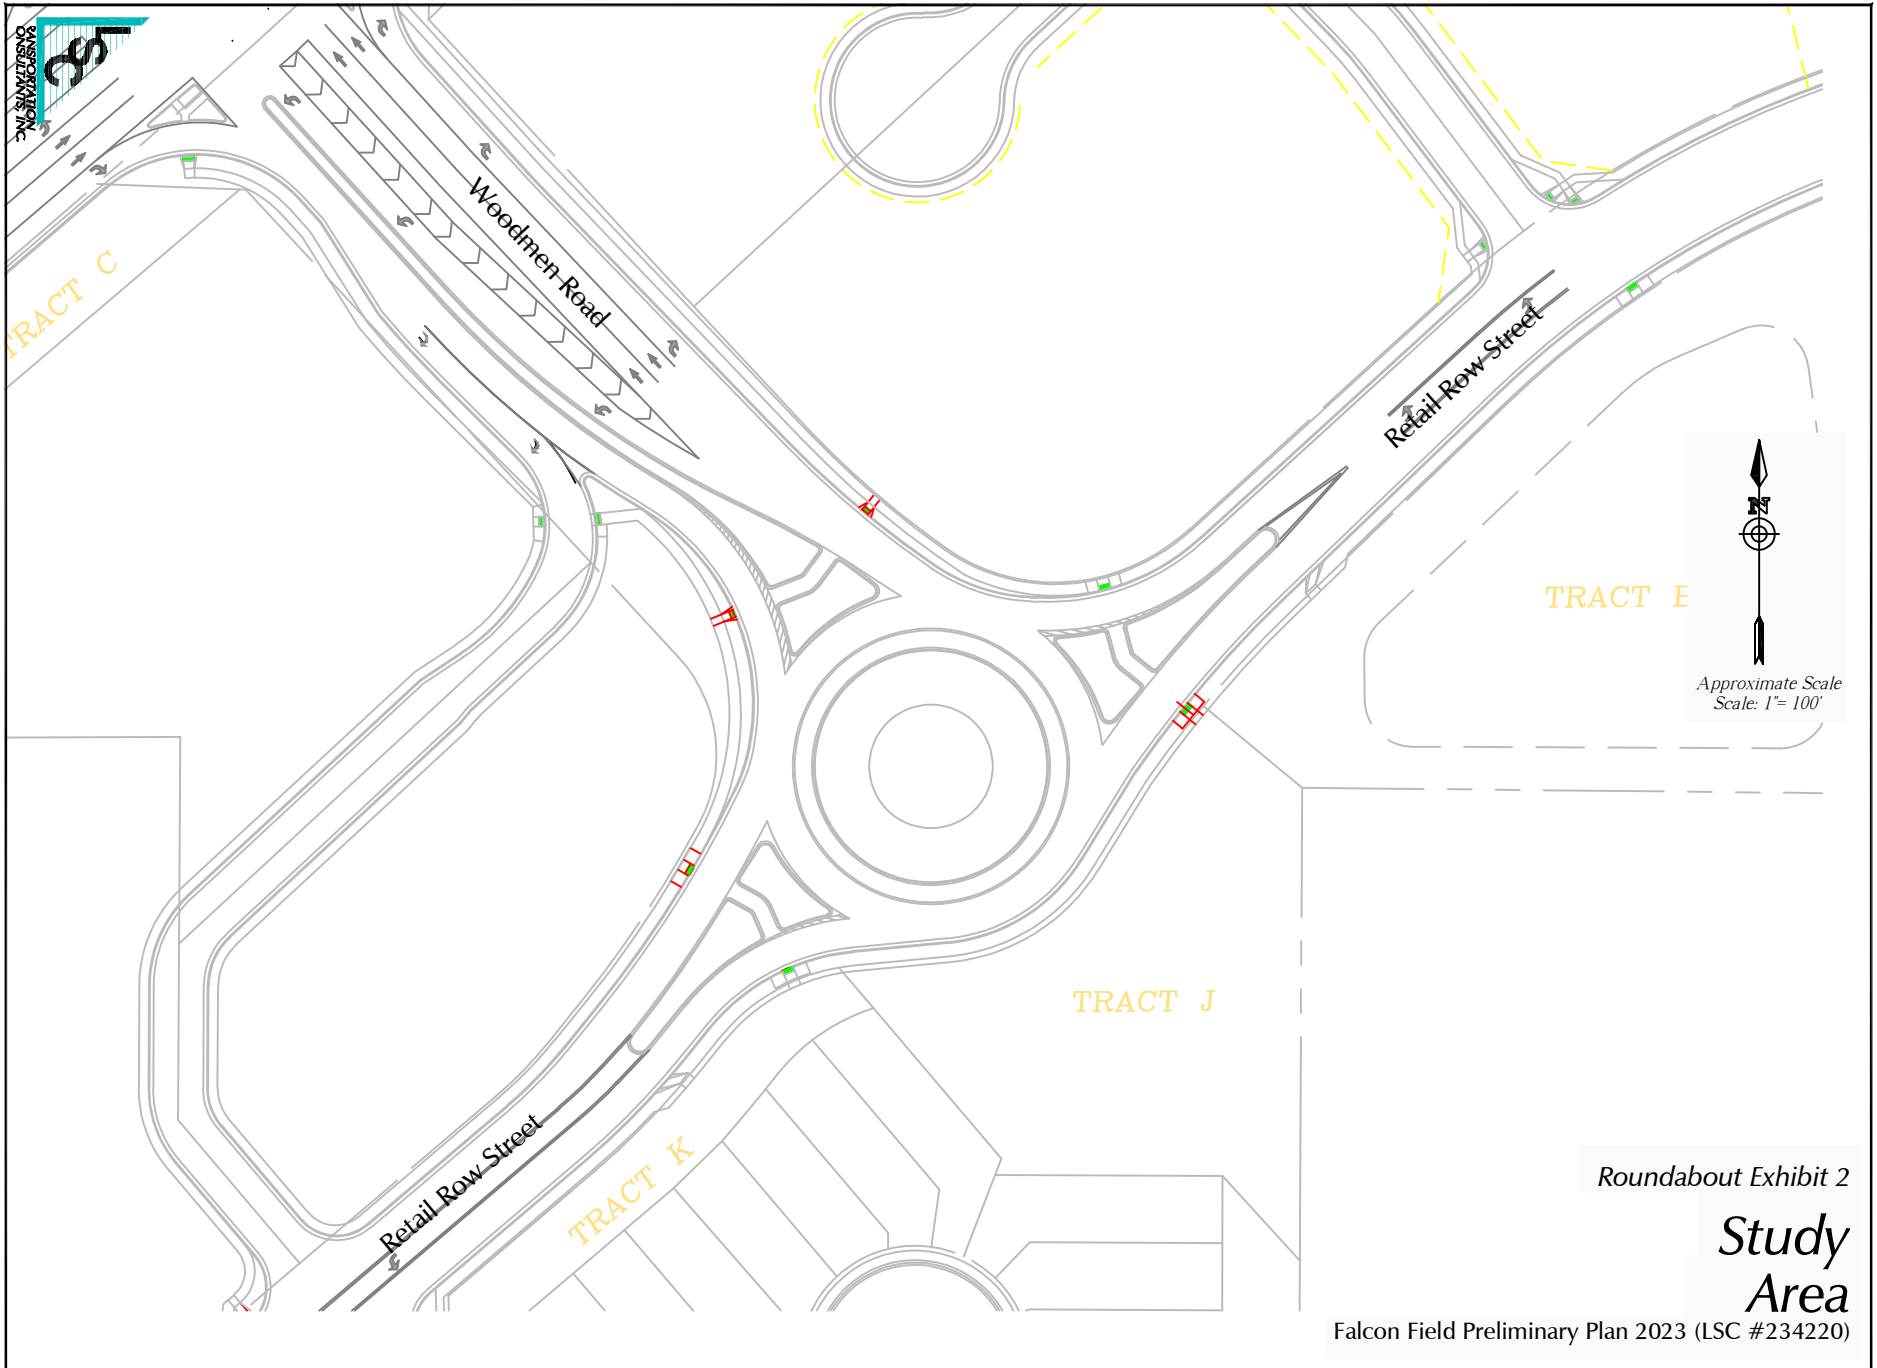 LSC
TRANSPORTATION
CONSULTANTS, INC.
Woodmen Road
TRACT C
Retail Row Street
N
Approximate Scale
Scale: 1"= 100'
TRACT E
TRACT J
Retail Row Street
TRACT K
Roundabout Exhibit 2
Study
Area
Falcon Field Preliminary Plan 2023 (LSC #234220)